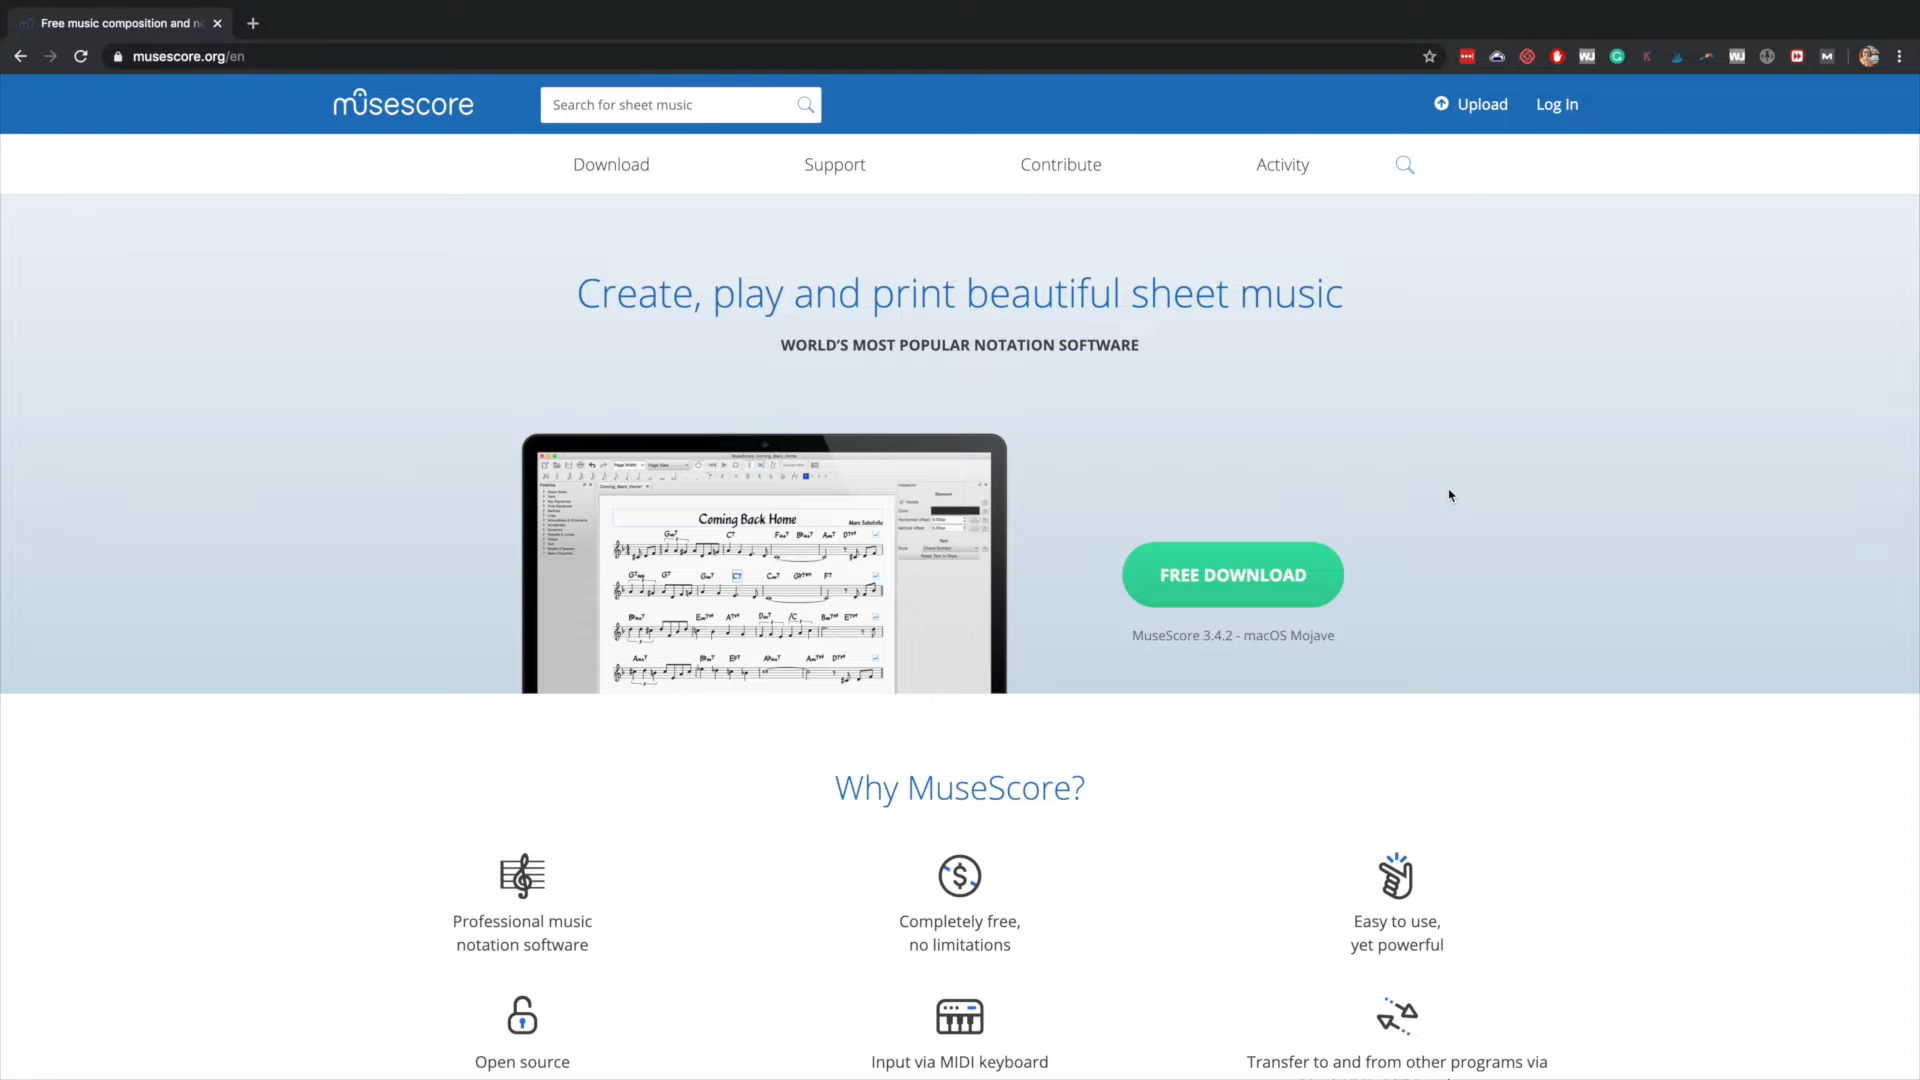 Free music composition and n
musescore.org/en
musescore
Search for sheet music
Upload
Log In
Download
Support
Contribute
Activity
Create, play and print beautiful sheet music
WORLD'S MOST POPULAR NOTATION SOFTWARE
Coming Back Home
FREE DOWNLOAD
MuseScore 3.4.2 - macOS Mojave
Why MuseScore?
Professional music
notation software
Completely free,
no limitations
Easy to use,
yet powerful
Open source
Input via MIDI keyboard
Transfer to and from other programs via